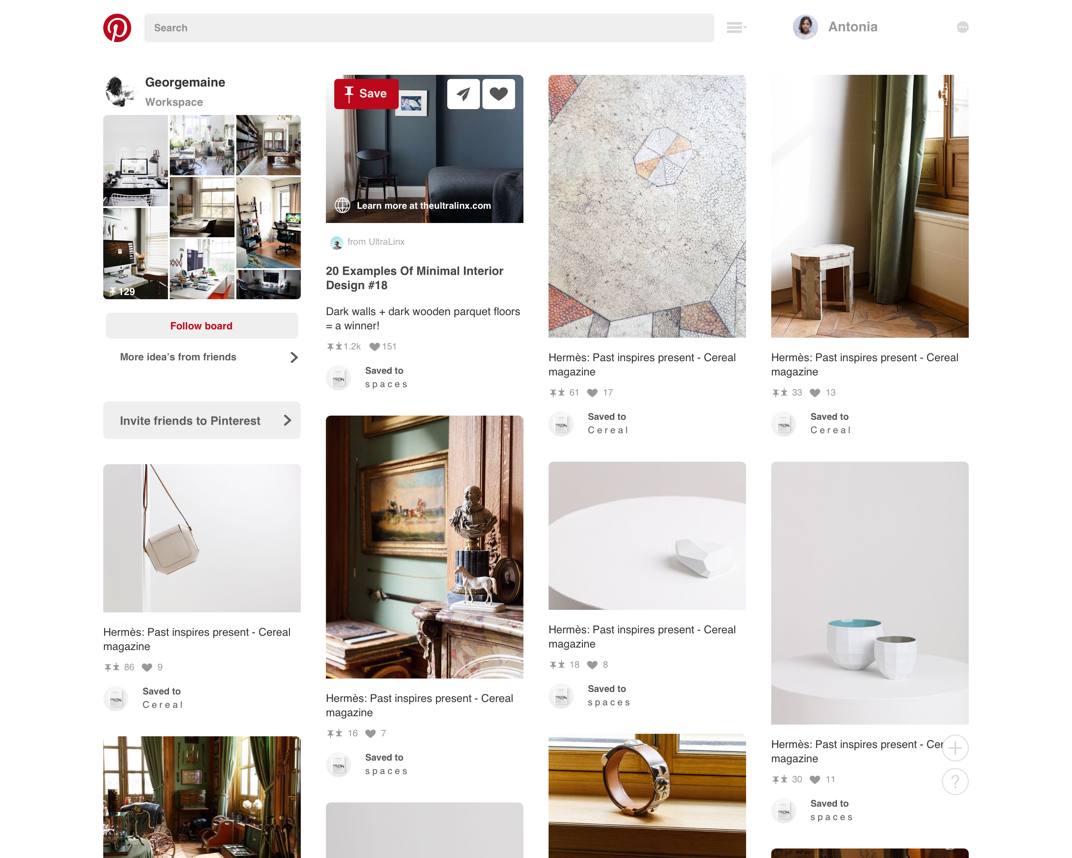 Search
Antonia
Georgemaine
Workspace
129
Follow board
More idea's from friends
Invite friends to Pinterest
Hermès: Past inspires present - Cereal
magazine
86 9
Saved to
Cereal
Save
Learn more at theultralinx.com
from UltraLinx
20 Examples Of Minimal Interior
Design #18
Dark walls + dark wooden parquet floors
= a winner!
1.2k 151
Saved to
spaces
Hermès: Past inspires present - Cereal
magazine
16 7
Saved to
spaces
Hermès: Past inspires present - Cereal
magazine
61 17
Saved to
Cereal
Hermès: Past inspires present - Cereal
magazine
18 8
Saved to
spaces
Hermès: Past inspires present - Cereal
magazine
33 13
Saved to
Cereal
Hermès: Past inspires present - Cer
magazine
30 11
Saved to
spaces
?